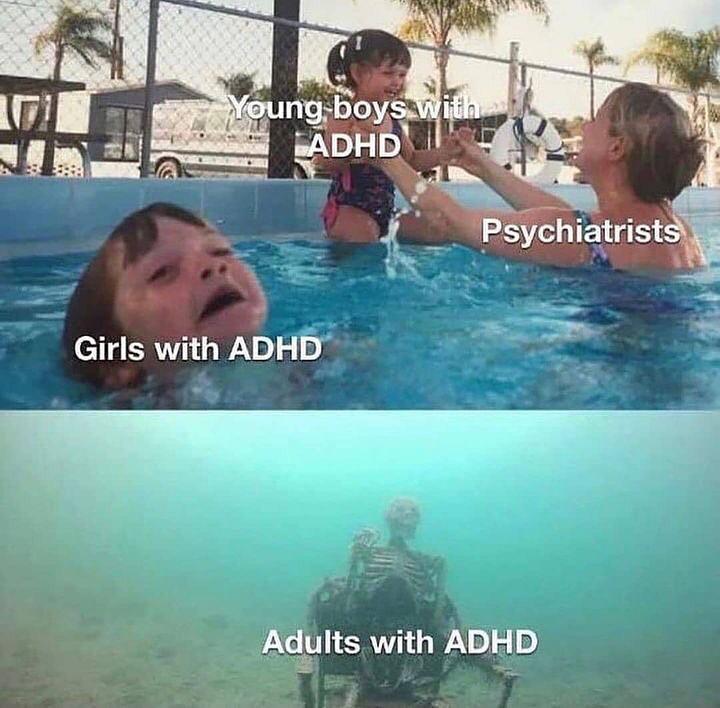 Young boys with
ADHD
Psychiatrists
Girls with ADHD
Adults with ADHD